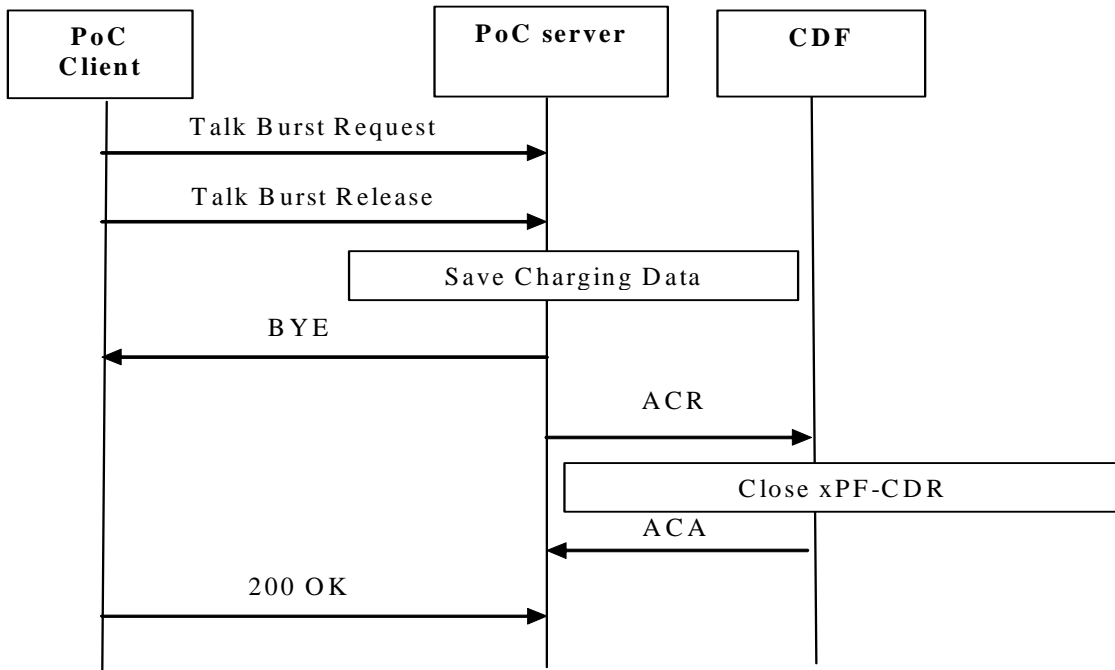 PoC
Client
PoC server
CDF
Talk Burst Request
Talk Burst Release
Save Charging Data
BYE
ACR
Close xPF-CDR
ACA
200 OK